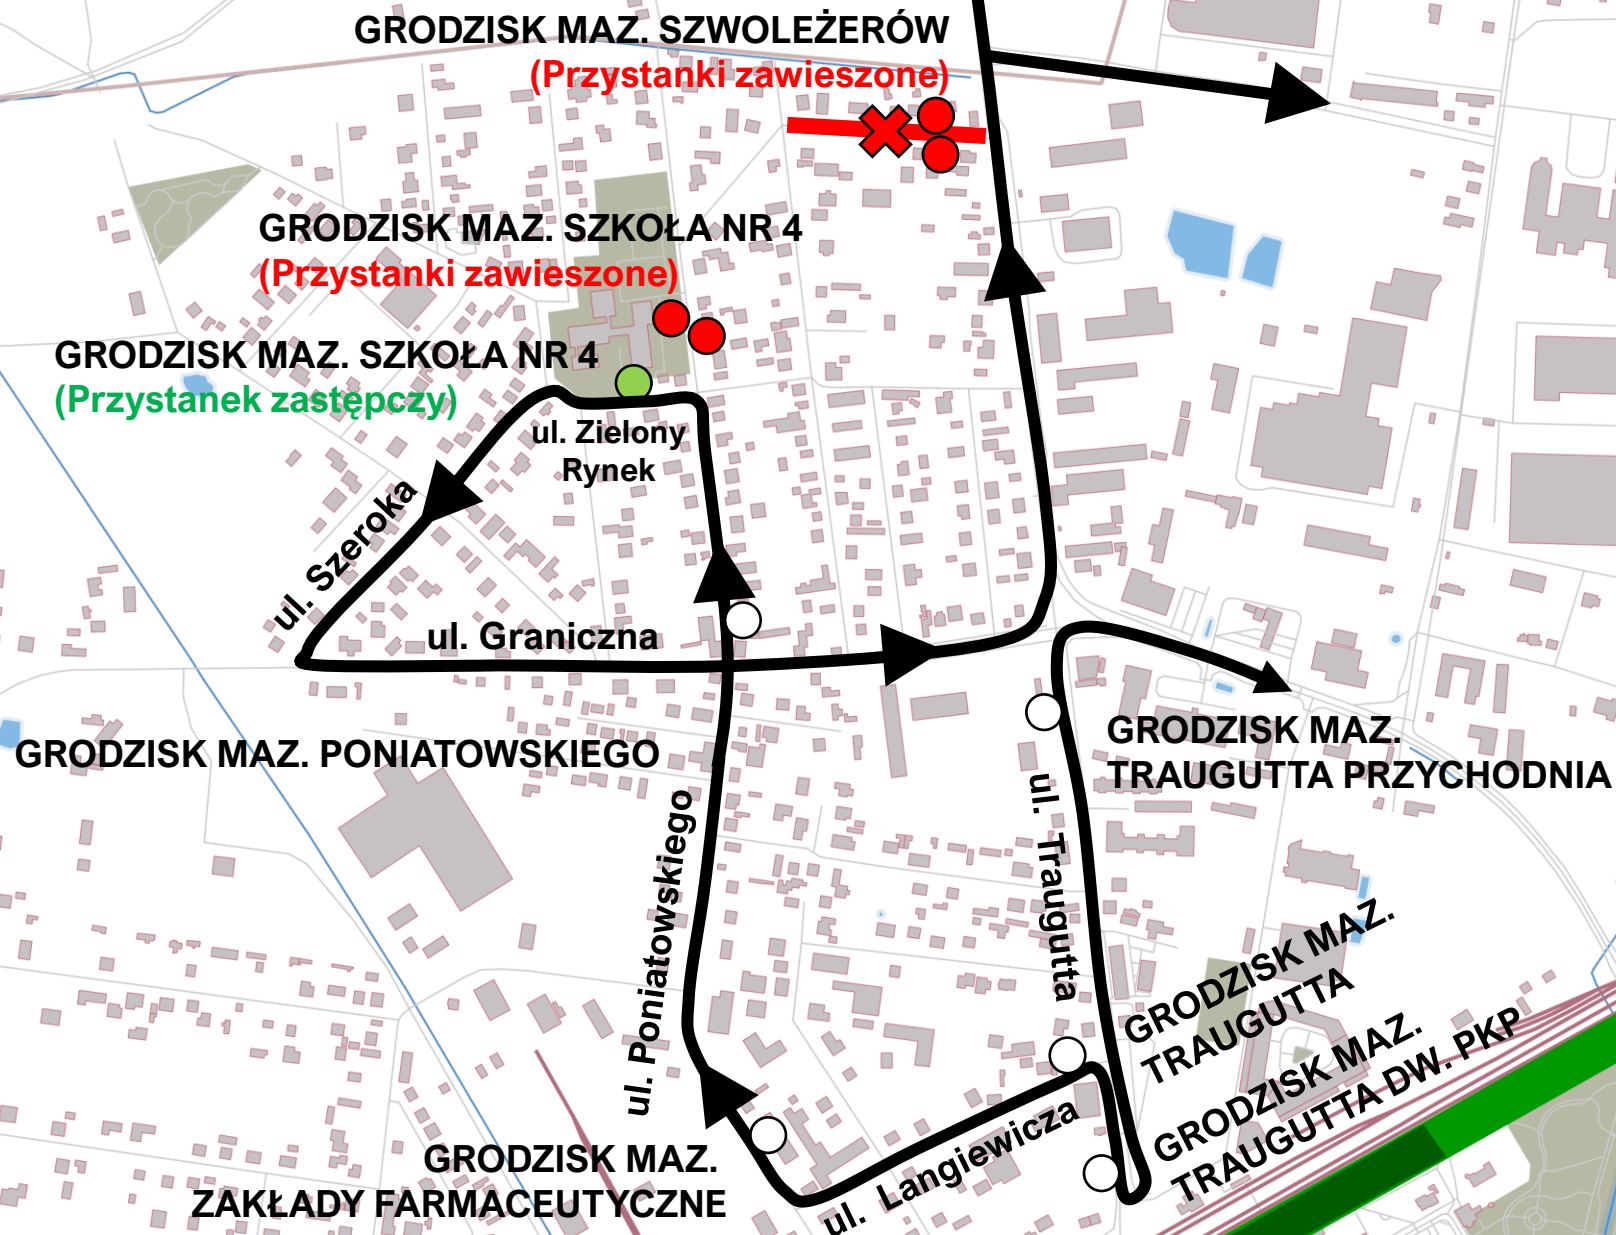 GRODZISK MAZ. SZWOLEŻERÓW
(Przystanki zawieszone)
GRODZISK MAZ. SZKOŁA NR 4
(Przystanki zawieszone)
GRODZISK MAZ. SZKOŁA NR 4
(Przystanek zastępczy)
ul. Zielony
Rynek
ul. Szeroka
ul. Graniczna
GRODZISK MAZ. PONIATOWSKIEGO
GRODZISK MAZ.
TRAUGUTTA PRZYCHODNIA
ul. Poniatowskiego
ul. Traugutta
GRODZISK MAZ.
TRAUGUTTA
GRODZISK MAZ.
TRAUGUTTA DW. PKP
ul. Langiewicza
GRODZISK MAZ.
ZAKŁADY FARMACEUTYCZNE